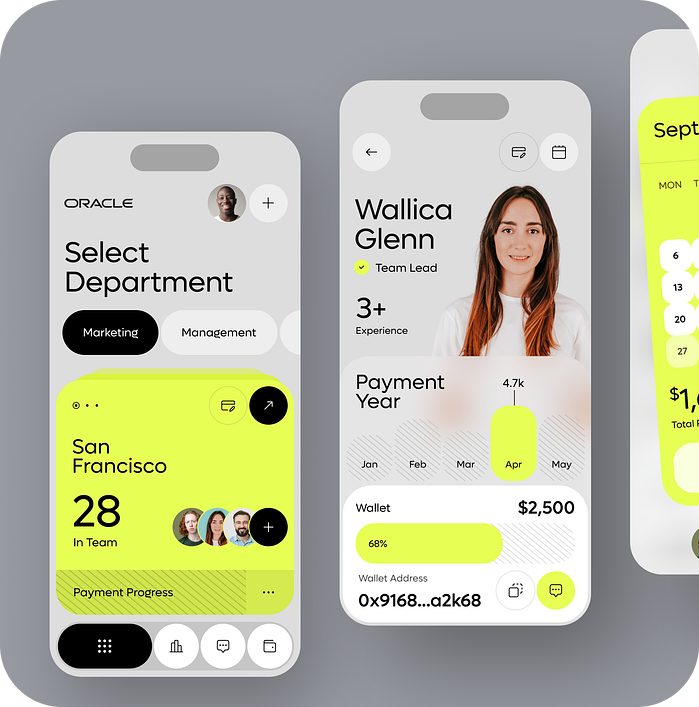 ORACLE
Select
Department
Marketing
Management
San
Francisco
28
In Team
Payment Progress
Wallica
Glenn
Team Lead
3+
Experience
Payment
Year
4.7k
Jan
Feb
Mar
Apr
May
Wallet
$2,500
68%
Wallet Address
0x9168...a2k68
Sept
MON
6
13
20
27
$1,
Total